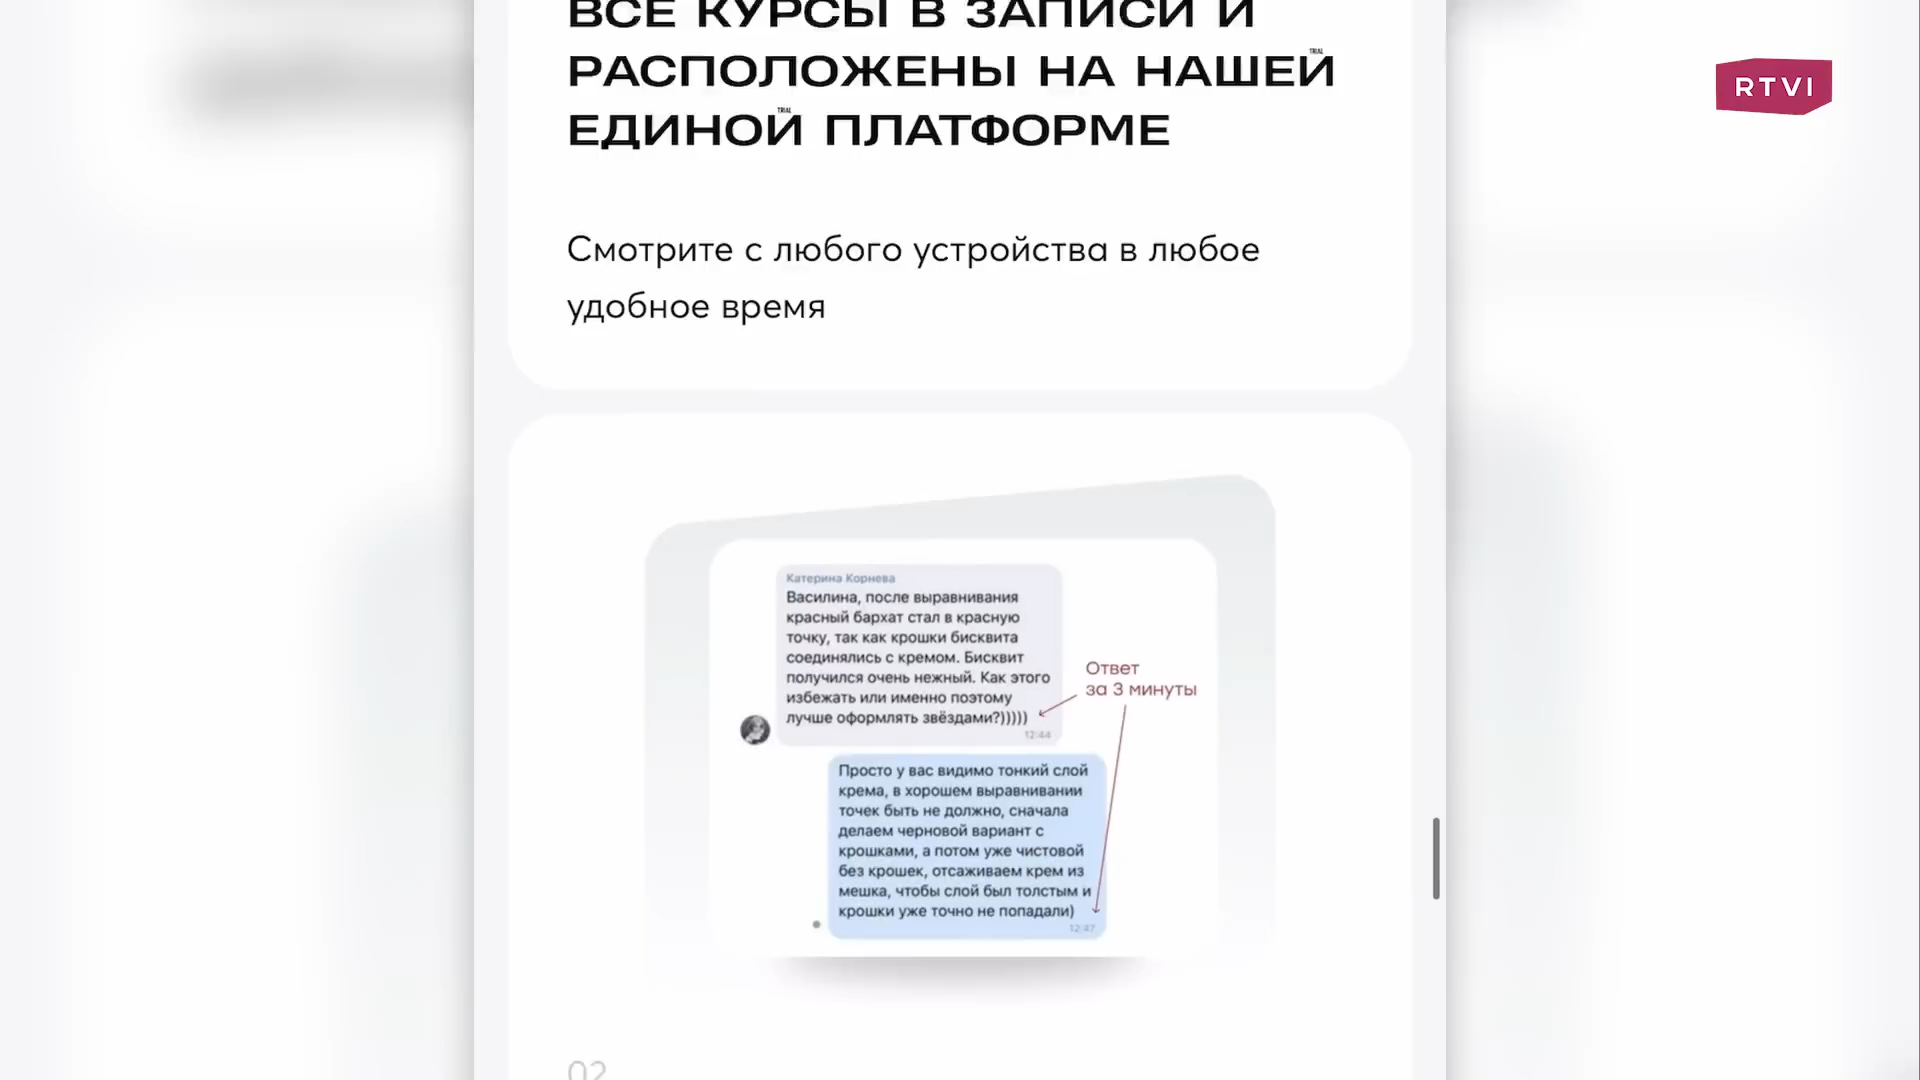 ВСЕ КУРСЫ В ЗАПИСИ И
РАСПОЛОЖЕНЫ НА НАШЕЙ
ЕДИНОЙ ПЛАТФОРМЕ
TRIAL
TRIAL
RTVI
Смотрите с любого устройства в любое
удобное время
Катерина Корнева
Василина, после выравнивания
красный бархат стал в красную
точку, так как крошки бисквита
соединялись с кремом. Бисквит
получился очень нежный. Как этого
избежать или именно поэтому
лучше оформлять звёздами?)))))
12:44
Ответ
за 3 минуты
Просто у вас видимо тонкий слой
крема, в хорошем выравнивании
точек быть не должно, сначала
делаем черновой вариант с
крошками, а потом уже чистовой
без крошек, отсаживаем крем из
мешка, чтобы слой был толстым и
крошки уже точно не попадали)
12:47
02